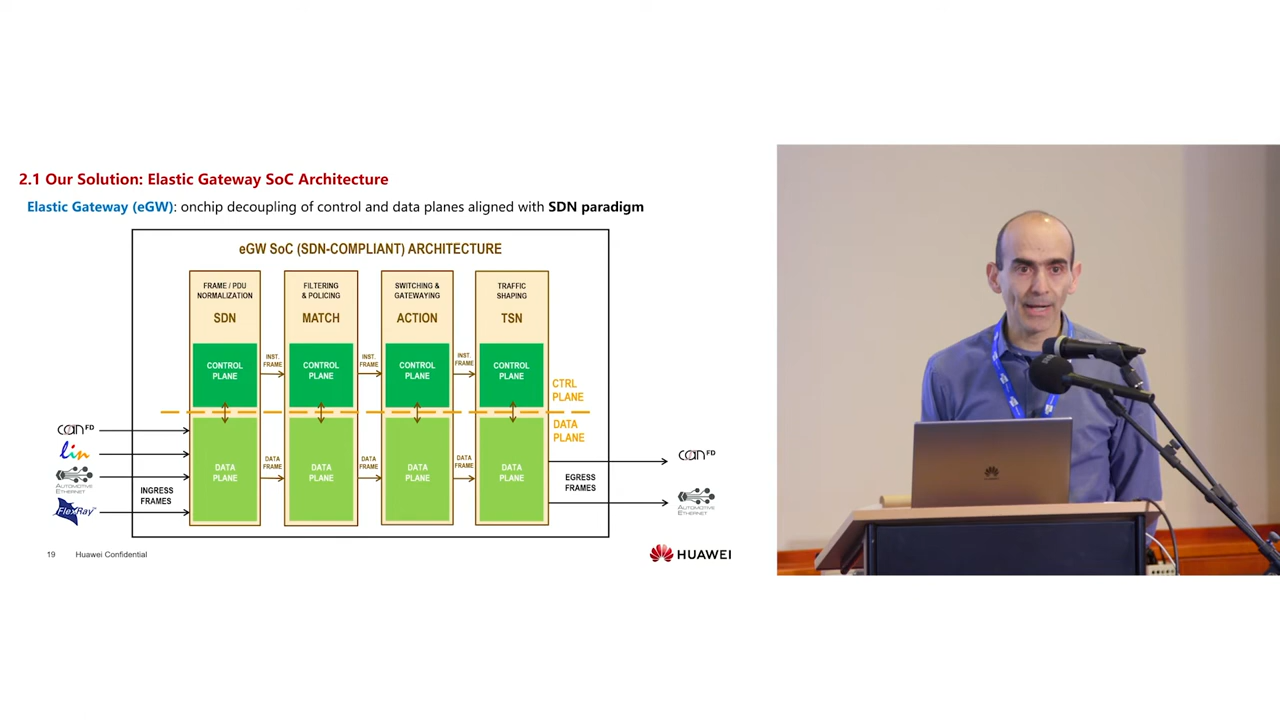 2.1 Our Solution: Elastic Gateway SoC Architecture
Elastic Gateway (eGW): onchip decoupling of control and data planes aligned with SDN paradigm
eGW SoC (SDN-COMPLIANT) ARCHITECTURE
FRAME / PDU
NORMALIZATION
SDN
FILTERING
& POLICING
MATCH
SWITCHING &
GATEWAYING
ACTION
TRAFFIC
SHAPING
TSN
CONTROL
PLANE
INST.
FRAME
CONTROL
PLANE
INST.
FRAME
CONTROL
PLANE
INST.
FRAME
CONTROL
PLANE
CTRL
PLANE
DATA
PLANE
DATA
PLANE
DATA
FRAME
DATA
PLANE
DATA
FRAME
DATA
PLANE
DATA
FRAME
DATA
PLANE
can FD
lin
AUTOMOTIVE
ETHERNET
FlexRay
INGRESS
FRAMES
EGRESS
FRAMES
can FD
AUTOMOTIVE
ETHERNET
19 Huawei Confidential
HUAWEI